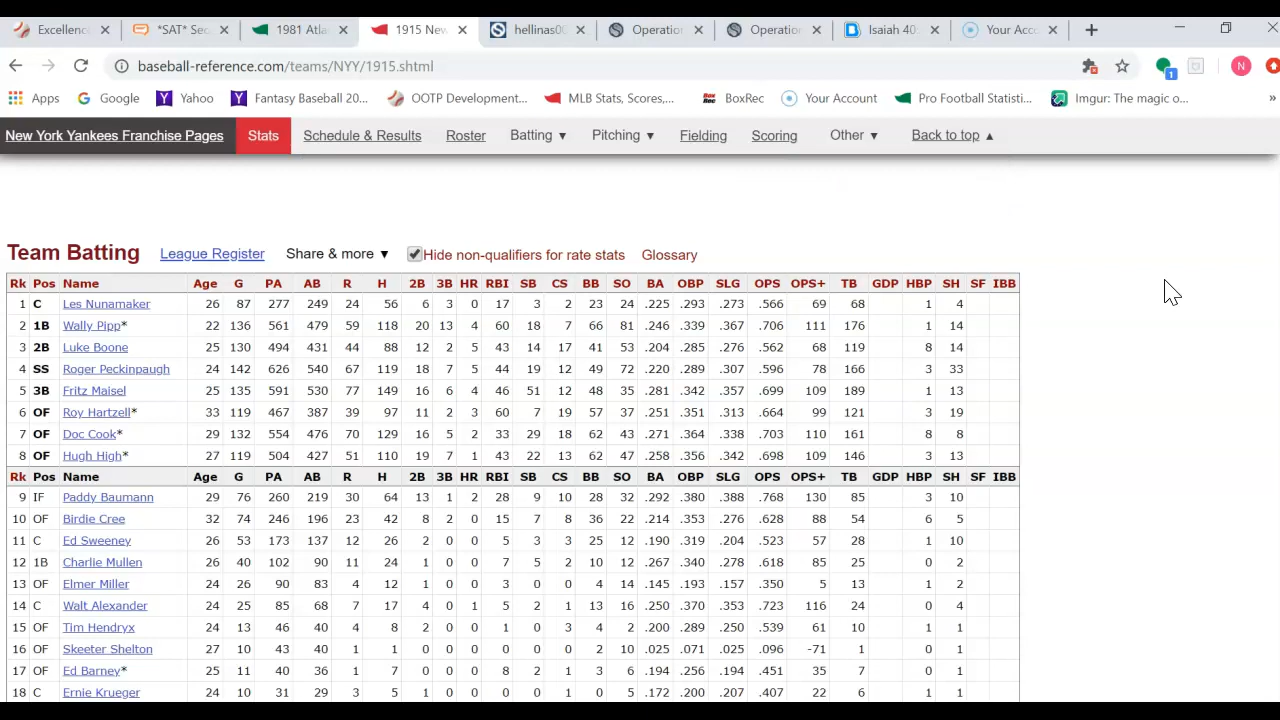 Excellenc *SAT* Sec 1981 Atla 1915 New hellinas00 Operation Operation Isaiah 40: Your Acc
baseball-reference.com/teams/NYY/1915.shtml N
Apps Google Yahoo Fantasy Baseball 20... OOTP Development... MLB Stats, Scores,... BoxRec Your Account Pro Football Statisti... Imgur: The magic o... »
New York Yankees Franchise Pages Stats Schedule & Results Roster Batting ▼ Pitching ▼ Fielding Scoring Other ▼ Back to top ▲
Team Batting League Register Share & more ▼ Hide non-qualifiers for rate stats Glossary
Rk Pos Name Age G PA AB R H 2B 3B HR RBI SB CS BB SO BA OBP SLG OPS OPS+ TB GDP HBP SH SF IBB
1 C Les Nunamaker 26 87 277 249 24 56 6 3 0 17 3 2 23 24 .225 .293 .273 .566 69 68 1 4
2 1B Wally Pipp* 22 136 561 479 59 118 20 13 4 60 18 7 66 81 .246 .339 .367 .706 111 176 1 14
3 2B Luke Boone 25 130 494 431 44 88 12 2 5 43 14 17 41 53 .204 .285 .276 .562 68 119 8 14
4 SS Roger Peckinpaugh 24 142 626 540 67 119 18 7 5 44 19 12 49 72 .220 .289 .307 .596 78 166 3 33
5 3B Fritz Maisel 25 135 591 530 77 149 16 6 4 46 51 12 48 35 .281 .342 .357 .699 109 189 1 13
6 OF Roy Hartzell* 33 119 467 387 39 97 11 2 3 60 7 19 57 37 .251 .351 .313 .664 99 121 3 19
7 OF Doc Cook* 29 132 554 476 70 129 16 5 2 33 29 18 62 43 .271 .364 .338 .703 110 161 8 8
8 OF Hugh High* 27 119 504 427 51 110 19 7 1 43 22 13 62 47 .258 .356 .342 .698 109 146 3 13
Rk Pos Name Age G PA AB R H 2B 3B HR RBI SB CS BB SO BA OBP SLG OPS OPS+ TB GDP HBP SH SF IBB
9 IF Paddy Baumann 29 76 260 219 30 64 13 1 2 28 9 10 28 32 .292 .380 .388 .768 130 85 3 10
10 OF Birdie Cree 32 74 246 196 23 42 8 2 0 15 7 8 36 22 .214 .353 .276 .628 88 54 6 5
11 C Ed Sweeney 26 53 173 137 12 26 2 0 0 5 3 3 25 12 .190 .319 .204 .523 57 28 1 10
12 1B Charlie Mullen 26 40 102 90 11 24 1 0 0 7 5 2 10 12 .267 .340 .278 .618 85 25 0 2
13 OF Elmer Miller 24 26 90 83 4 12 1 0 0 3 0 0 4 14 .145 .193 .157 .350 5 13 1 2
14 C Walt Alexander 24 25 85 68 7 17 4 0 1 5 2 1 13 16 .250 .370 .353 .723 116 24 0 4
15 OF Tim Hendryx 24 13 46 40 4 8 2 0 0 1 0 3 4 2 .200 .289 .250 .539 61 10 1 1
16 OF Skeeter Shelton 27 10 43 40 1 1 0 0 0 0 0 0 2 10 .025 .071 .025 .096 -71 1 0 1
17 OF Ed Barney* 25 11 40 36 1 7 0 0 0 8 2 1 3 6 .194 .256 .194 .451 35 7 0 1
18 C Ernie Krueger 24 10 31 29 3 5 1 0 0 0 0 1 0 5 .172 .200 .207 .407 22 6 1 1